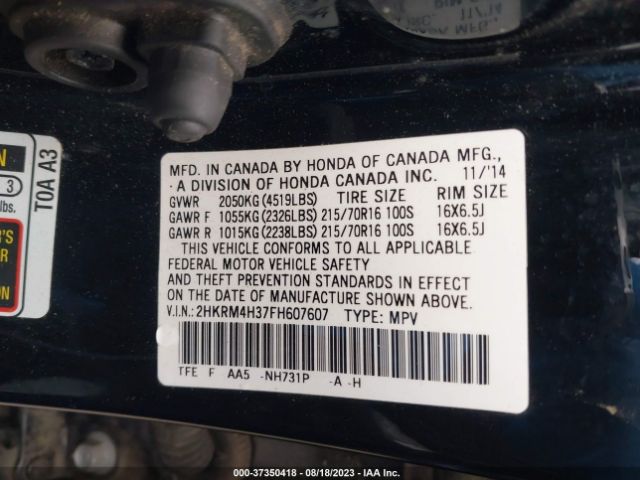 11/'14
MFD. IN CANADA BY HONDA OF CANADA MFG.,
A DIVISION OF HONDA CANADA INC. 11/'14
GVWR 2050KG(4519LBS) TIRE SIZE RIM SIZE
GAWR F 1055KG(2326LBS) 215/70R16 100S 16X6.5J
GAWR R 1015KG(2238LBS) 215/70R16 100S 16X6.5J
THIS VEHICLE CONFORMS TO ALL APPLICABLE
FEDERAL MOTOR VEHICLE SAFETY
AND THEFT PREVENTION STANDARDS IN EFFECT
ON THE DATE OF MANUFACTURE SHOWN ABOVE.
V.I.N.: 2HKRM4H37FH607607 TYPE: MPV
TFE F AA5 -NH731P -A -H
TOA A3
3
lbs.
000-37350418 - 08/18/2023 - IAA Inc.